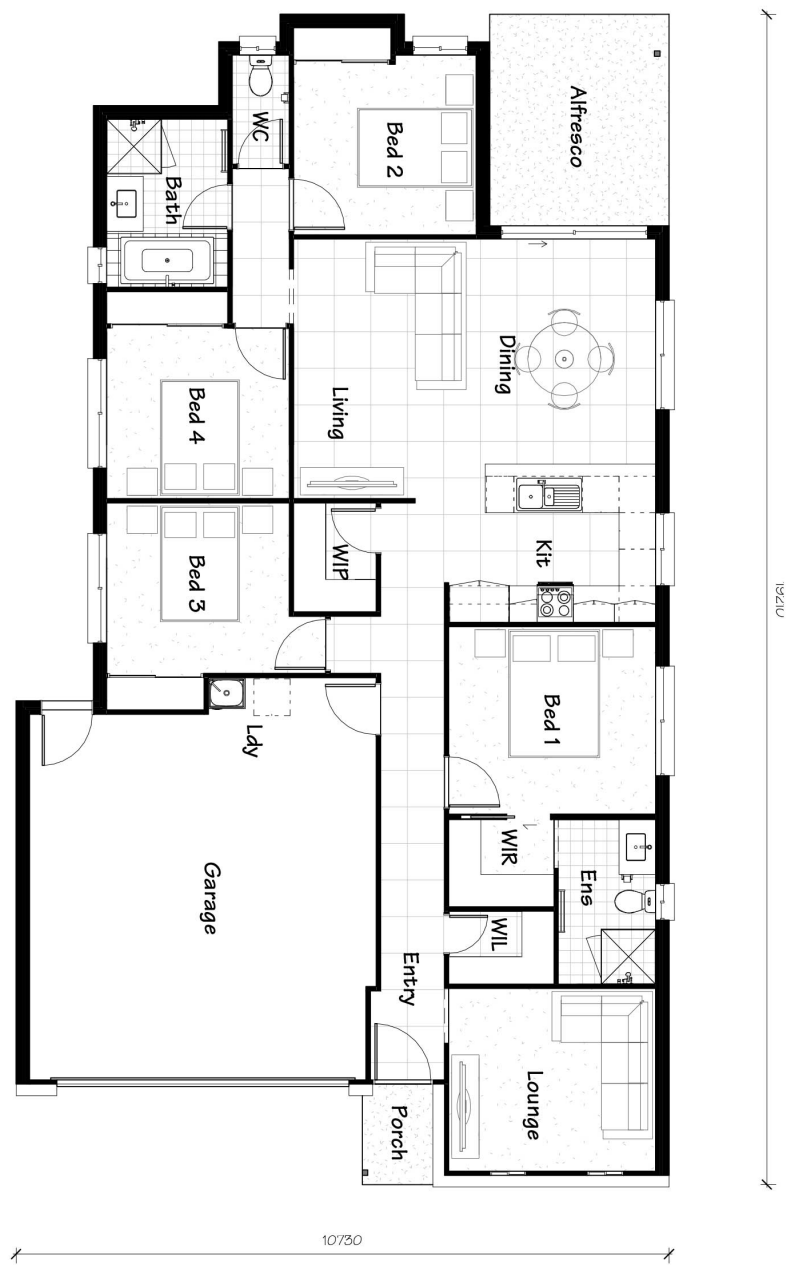 Alfresco
WC
Bed 2
Bath
Dining
Living
Bed 4
Kit
WIP
Bed 3
19210
Bed 1
Ldy
WIR
Garage
Ens
WIL
Entry
Lounge
Porch
10730